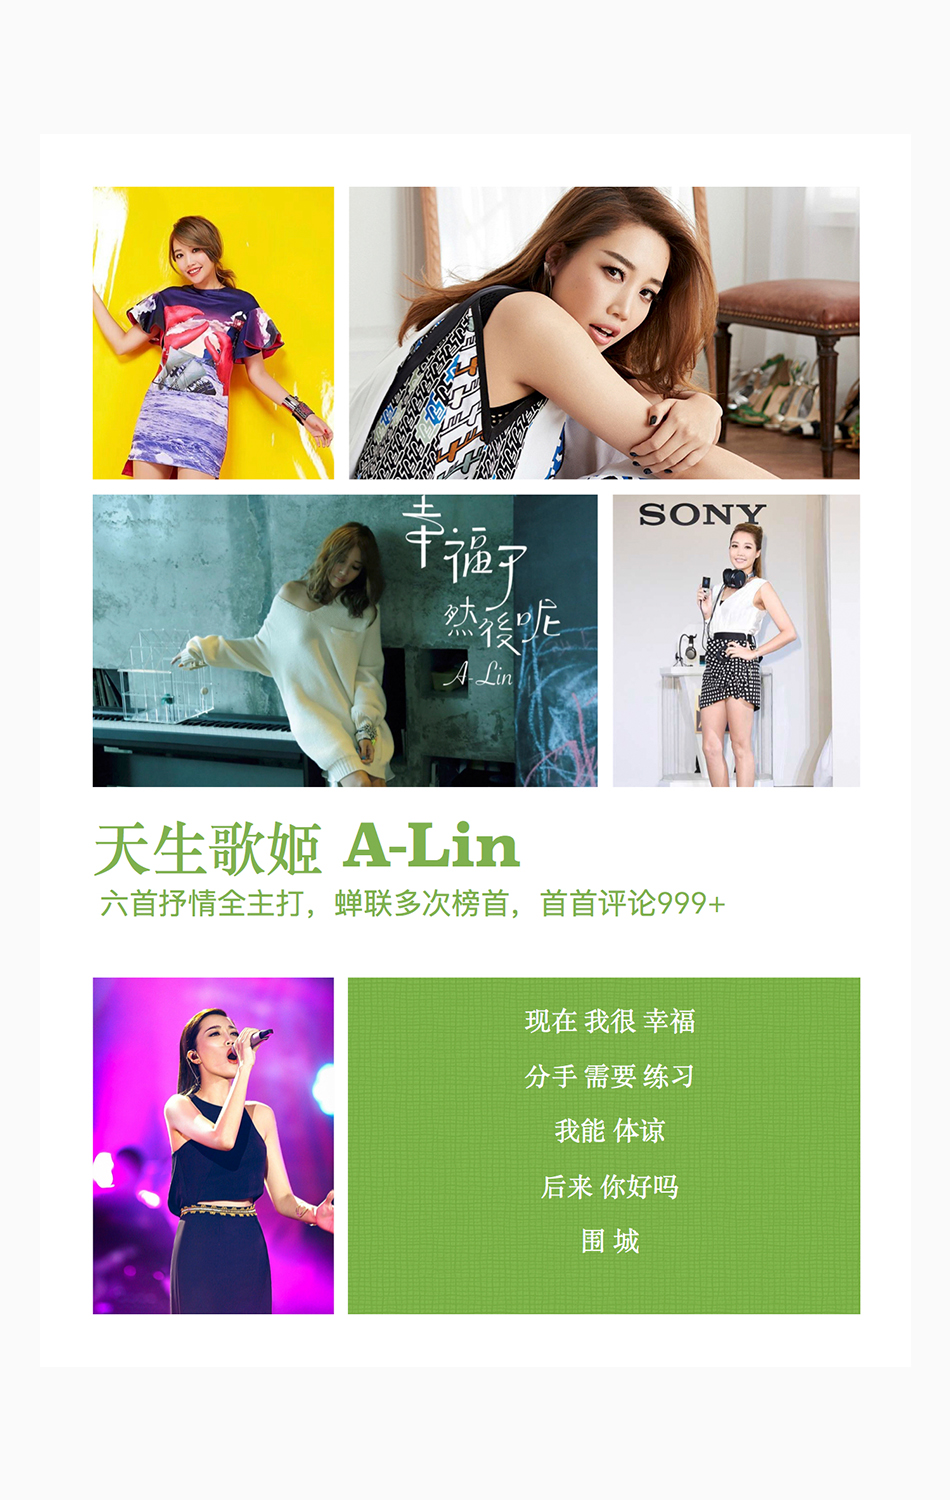 SONY
幸福了
然後呢
A-Lin
天生歌姬 A-Lin
六首抒情全主打，蝉联多次榜首，首首评论999+
现在 我很 幸福
分手 需要 练习
我能 体谅
后来 你好吗
围 城